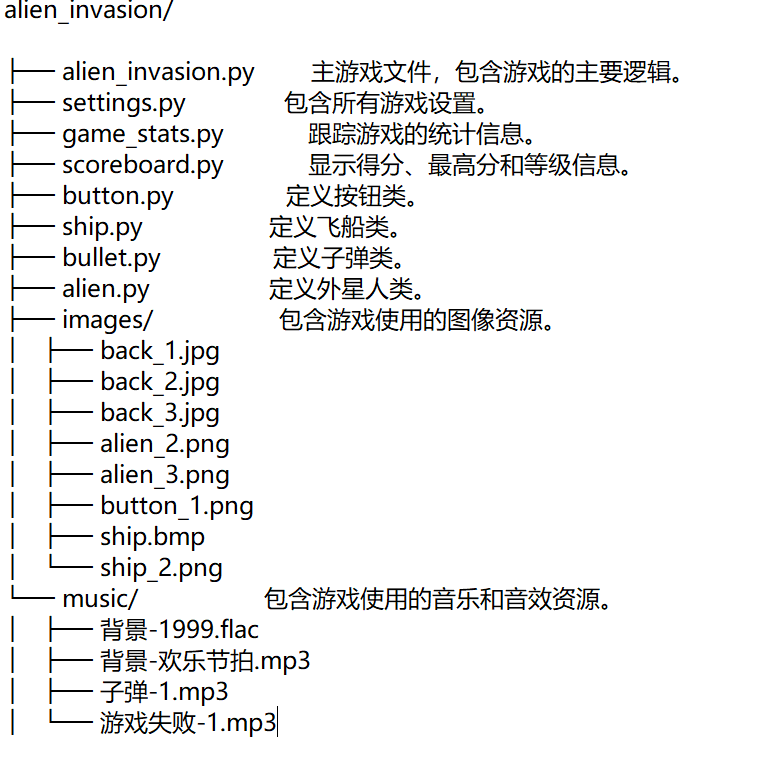 alien_invasion/
├── alien_invasion.py 主游戏文件，包含游戏的主要逻辑。
├── settings.py 包含所有游戏设置。
├── game_stats.py 跟踪游戏的统计信息。
├── scoreboard.py 显示得分、最高分和等级信息。
├── button.py 定义按钮类。
├── ship.py 定义飞船类。
├── bullet.py 定义子弹类。
├── alien.py 定义外星人类。
├── images/ 包含游戏使用的图像资源。
│ ├── back_1.jpg
│ ├── back_2.jpg
│ ├── back_3.jpg
│ ├── alien_2.png
│ ├── alien_3.png
│ ├── button_1.png
│ ├── ship.bmp
│ └── ship_2.png
└── music/ 包含游戏使用的音乐和音效资源。
│ ├── 背景-1999.flac
│ ├── 背景-欢乐节拍.mp3
│ ├── 子弹-1.mp3
│ └── 游戏失败-1.mp3